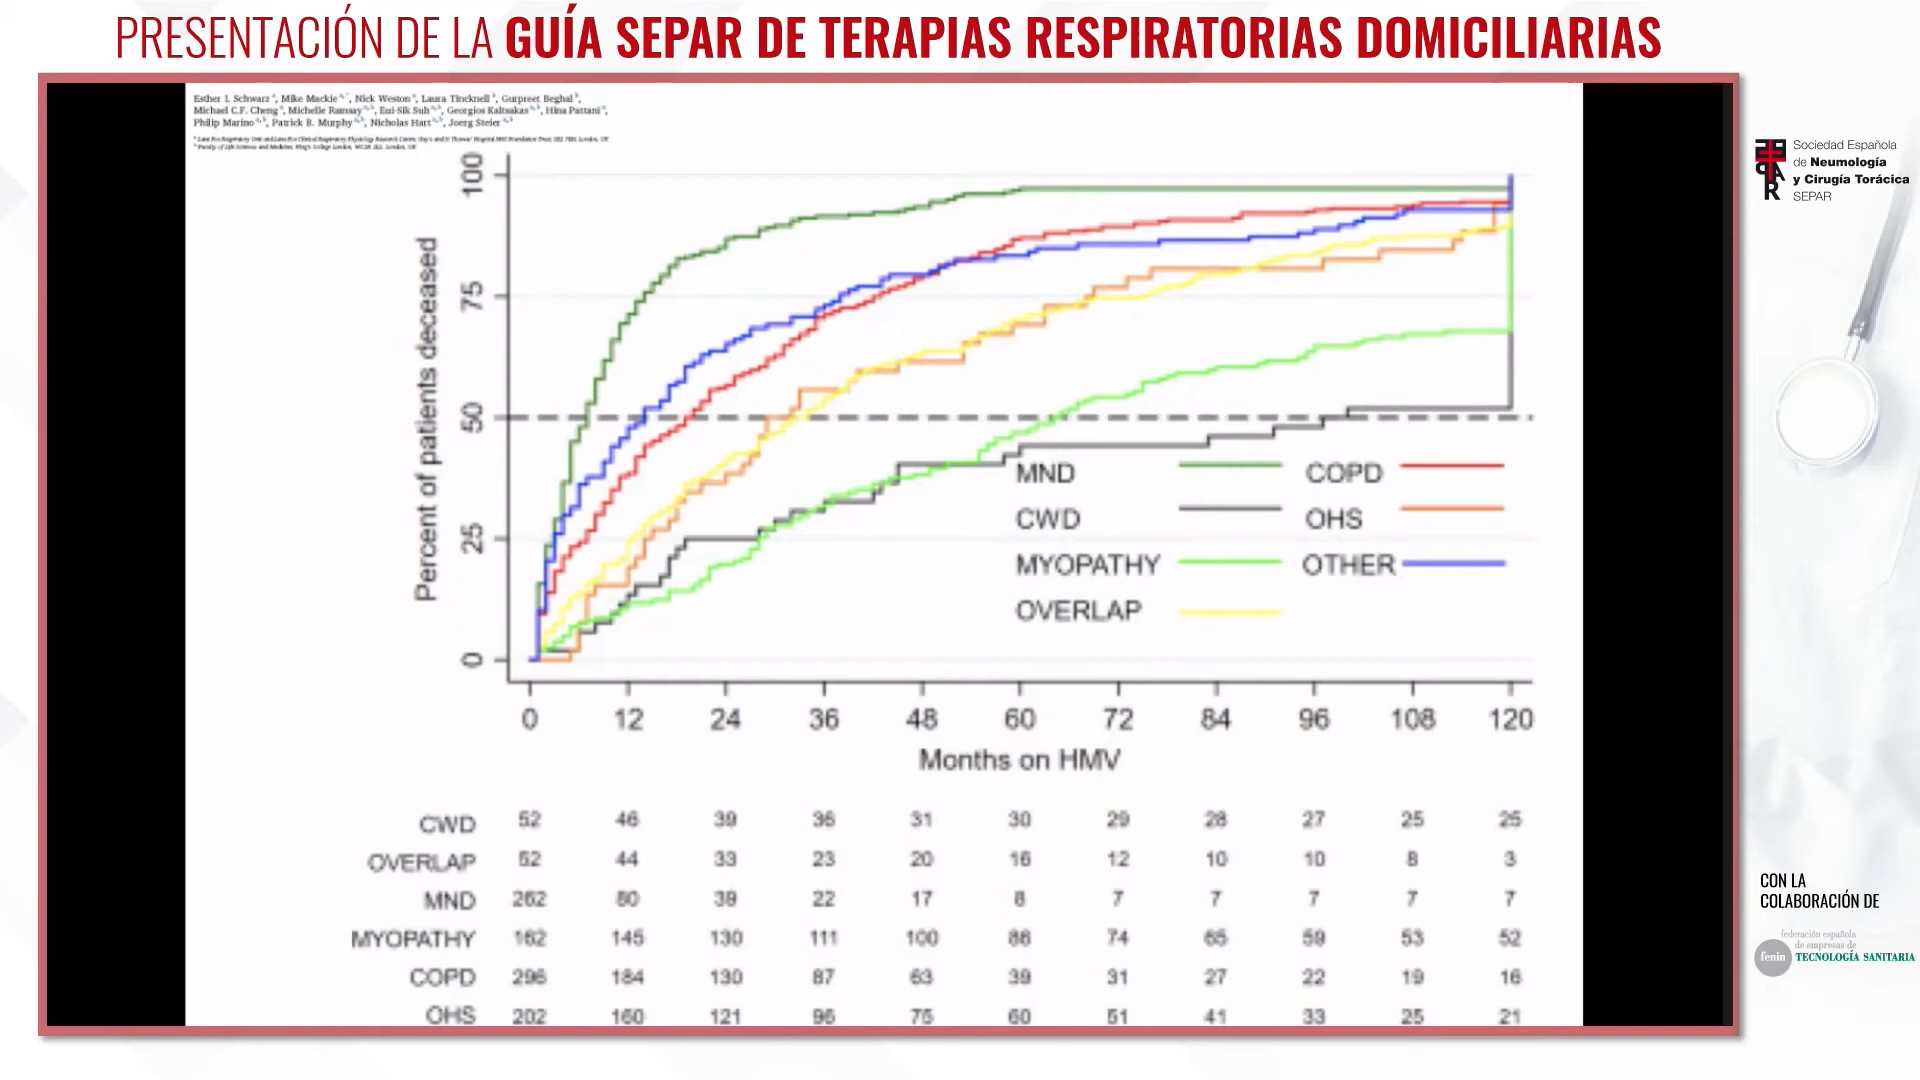 PRESENTACIÓN DE LA GUÍA SEPAR DE TERAPIAS RESPIRATORIAS DOMICILIARIAS
Esther I. Schwarz a, Mike Mackie a,*, Nick Weston a, Laura Tincknell b, Gurpreet Beghal b,
Michael C.F. Cheng a, Michelle Ramsay a,b, Eui-Sik Suh a,b, Georgios Kaltsakas a,b, Hina Pattani a,
Philip Marino a,b, Patrick B. Murphy a,b, Nicholas Hart a,b, Joerg Steier a,b
Percent of patients deceased
100
75
50
25
0
MND
COPD
CWD
OHS
MYOPATHY
OTHER
OVERLAP
0 12 24 36 48 60 72 84 96 108 120
Months on HMV
CWD 52 46 39 36 31 30 29 28 27 25 25
OVERLAP 52 44 33 23 20 16 12 10 10 8 3
MND 262 80 39 22 17 8 7 7 7 7 7
MYOPATHY 162 145 130 111 100 86 74 65 59 53 52
COPD 296 184 130 87 63 39 31 27 22 19 16
OHS 202 160 121 96 75 60 51 41 33 25 21
SEPAR
Sociedad Española
de Neumología
y Cirugía Torácica
SEPAR
CON LA
COLABORACIÓN DE
federación española
de empresas de
fenin TECNOLOGÍA SANITARIA